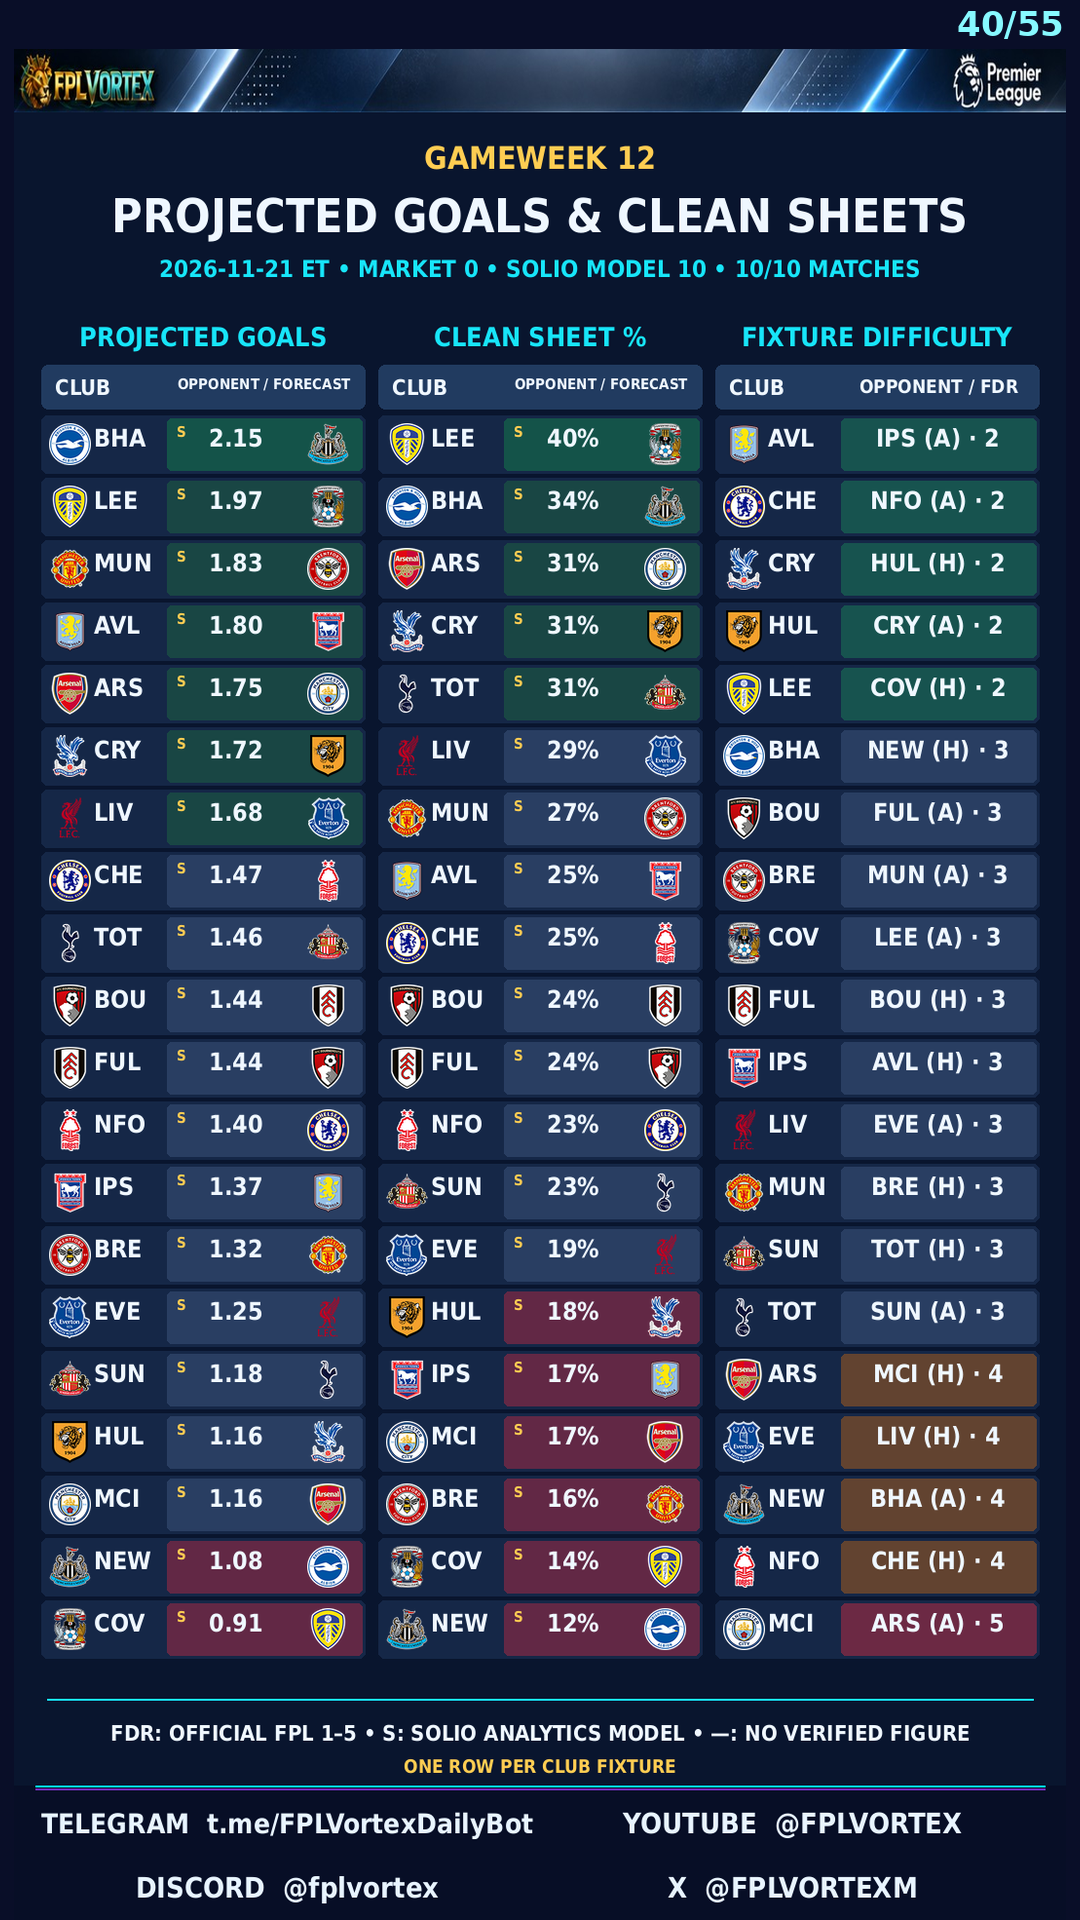 40/55
FPLVORTEX
Premier
League
GAMEWEEK 12
PROJECTED GOALS & CLEAN SHEETS
2026-11-21 ET • MARKET 0 • SOLIO MODEL 10 • 10/10 MATCHES
PROJECTED GOALS
CLUB OPPONENT / FORECAST
BHA S 2.15
LEE S 1.97
MUN S 1.83
AVL S 1.80
ARS S 1.75
CRY S 1.72
LIV S 1.68
CHE S 1.47
TOT S 1.46
BOU S 1.44
FUL S 1.44
NFO S 1.40
IPS S 1.37
BRE S 1.32
EVE S 1.25
SUN S 1.18
HUL S 1.16
MCI S 1.16
NEW S 1.08
COV S 0.91
CLEAN SHEET %
CLUB OPPONENT / FORECAST
LEE S 40%
BHA S 34%
ARS S 31%
CRY S 31%
TOT S 31%
LIV S 29%
MUN S 27%
AVL S 25%
CHE S 25%
BOU S 24%
FUL S 24%
NFO S 23%
SUN S 23%
EVE S 19%
HUL S 18%
IPS S 17%
MCI S 17%
BRE S 16%
COV S 14%
NEW S 12%
FIXTURE DIFFICULTY
CLUB OPPONENT / FDR
AVL IPS (A) · 2
CHE NFO (A) · 2
CRY HUL (H) · 2
HUL CRY (A) · 2
LEE COV (H) · 2
BHA NEW (H) · 3
BOU FUL (A) · 3
BRE MUN (A) · 3
COV LEE (A) · 3
FUL BOU (H) · 3
IPS AVL (H) · 3
LIV EVE (A) · 3
MUN BRE (H) · 3
SUN TOT (H) · 3
TOT SUN (A) · 3
ARS MCI (H) · 4
EVE LIV (H) · 4
NEW BHA (A) · 4
NFO CHE (H) · 4
MCI ARS (A) · 5
FDR: OFFICIAL FPL 1–5 • S: SOLIO ANALYTICS MODEL • —: NO VERIFIED FIGURE
ONE ROW PER CLUB FIXTURE
TELEGRAM t.me/FPLVortexDailyBot
YOUTUBE @FPLVORTEX
DISCORD @fplvortex
X @FPLVORTEXM